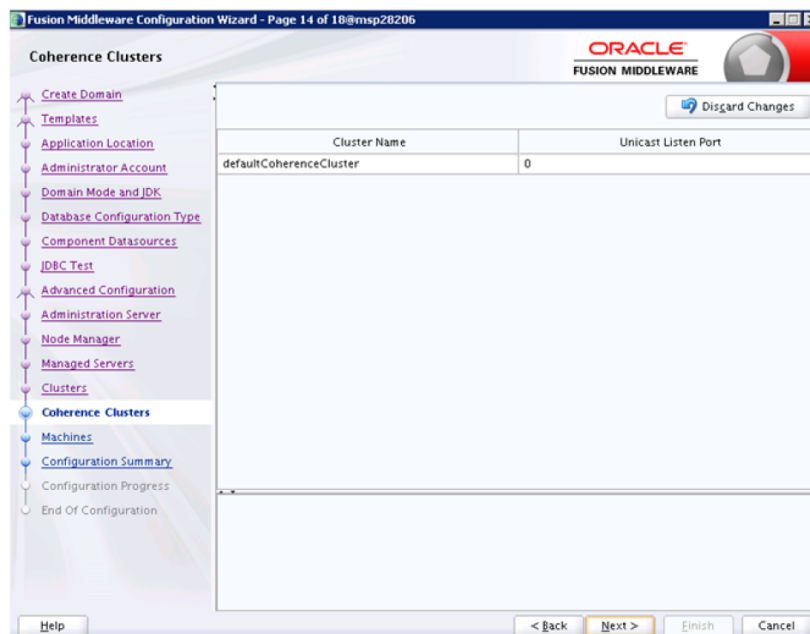 Fusion Middleware Configuration Wizard - Page 14 of 18@msp28206
Coherence Clusters
ORACLE
FUSION MIDDLEWARE
Create Domain
Templates
Application Location
Administrator Account
Domain Mode and JDK
Database Configuration Type
Component Datasources
JDBC Test
Advanced Configuration
Administration Server
Node Manager
Managed Servers
Clusters
Coherence Clusters
Machines
Configuration Summary
Configuration Progress
End Of Configuration
Discard Changes
Cluster Name Unicast Listen Port
defaultCoherenceCluster 0
Help < Back Next > Finish Cancel